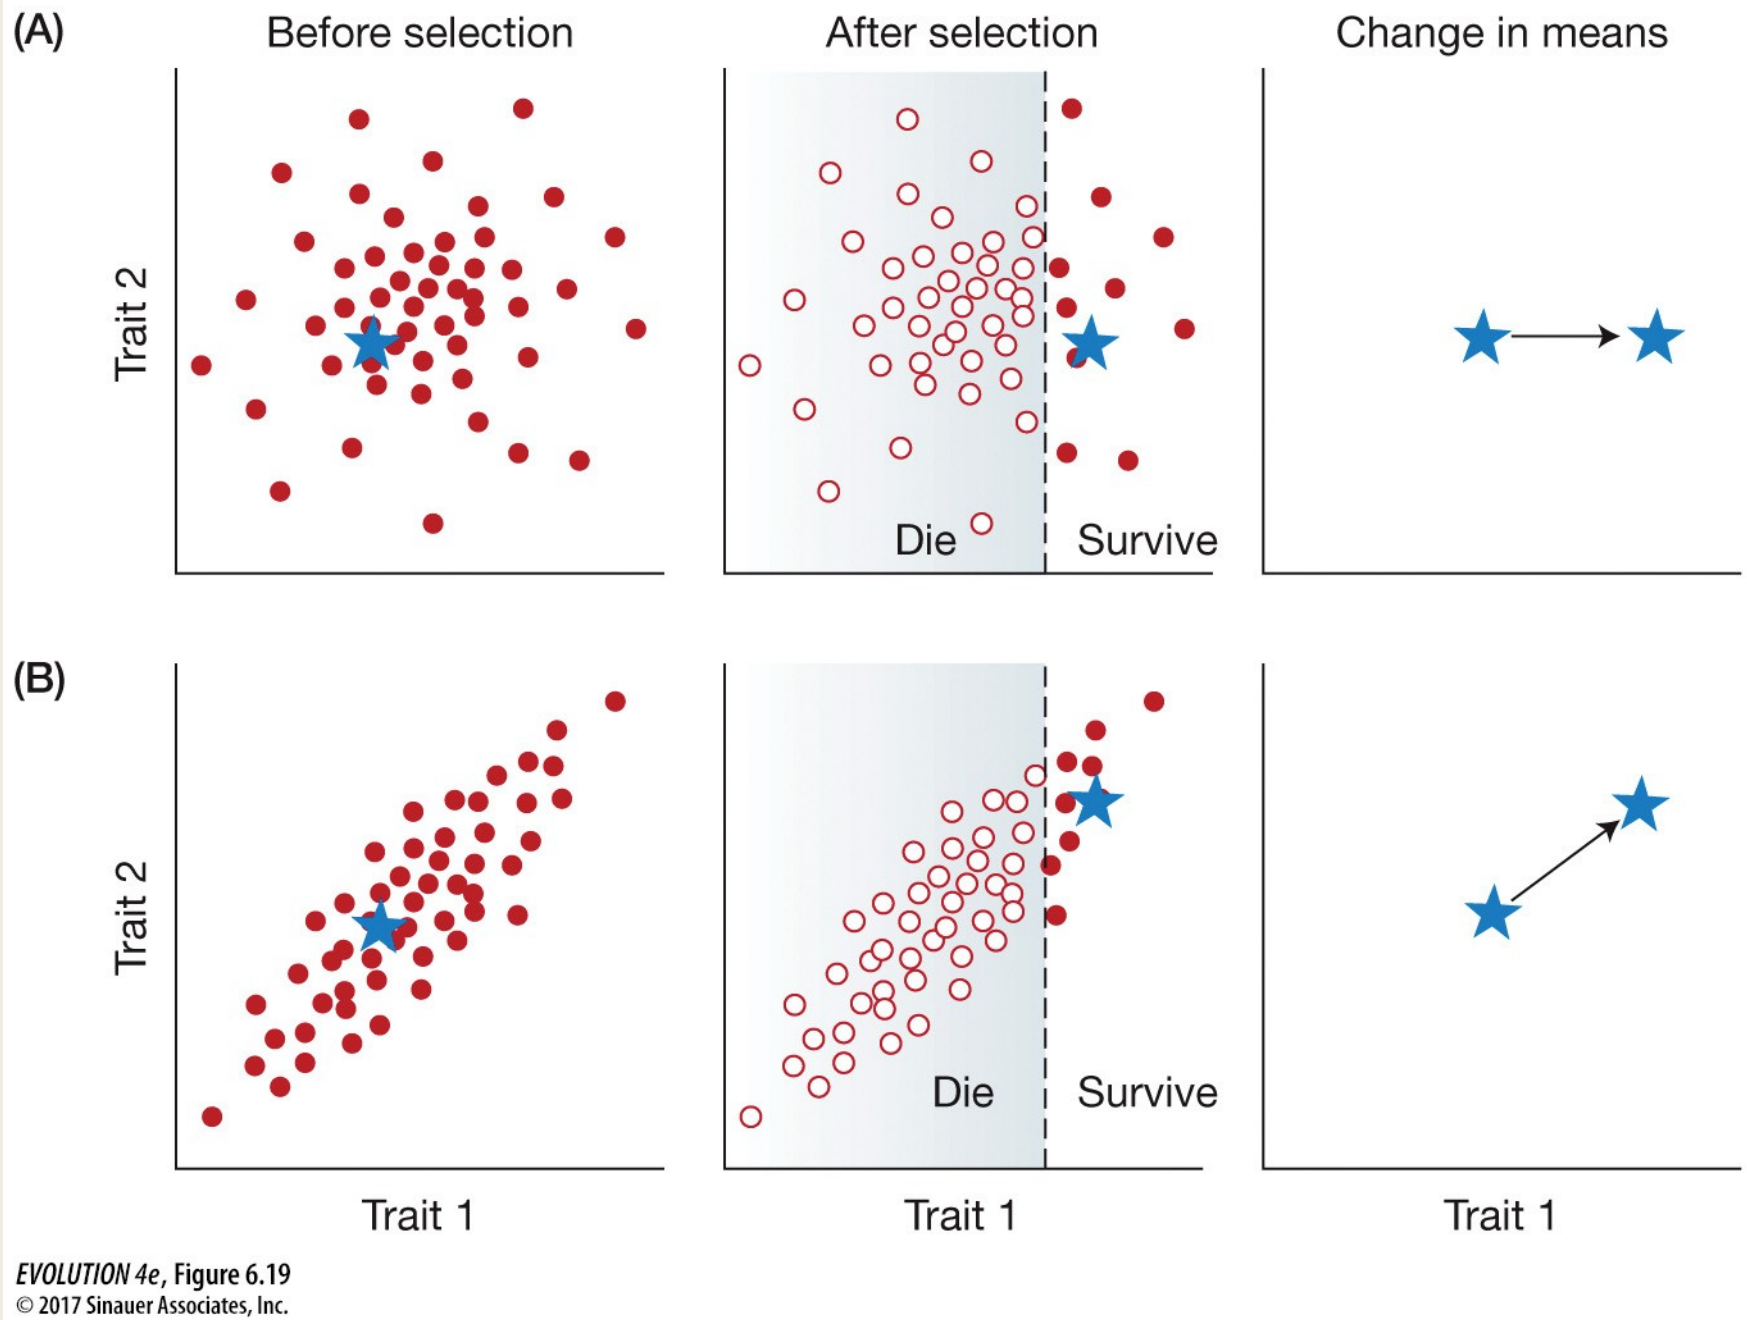 (A)
Before selection
After selection
Change in means
Trait 2
Die
Survive
(B)
Trait 2
Die
Survive
Trait 1
Trait 1
Trait 1
EVOLUTION 4e, Figure 6.19
© 2017 Sinauer Associates, Inc.